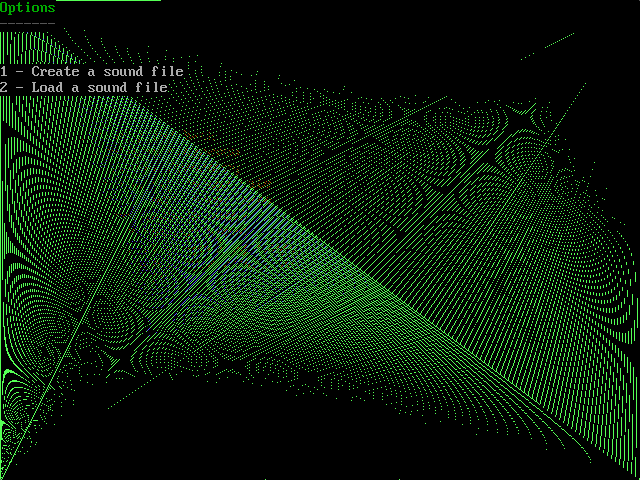 Options
-------
1 - Create a sound file
2 - Load a sound file